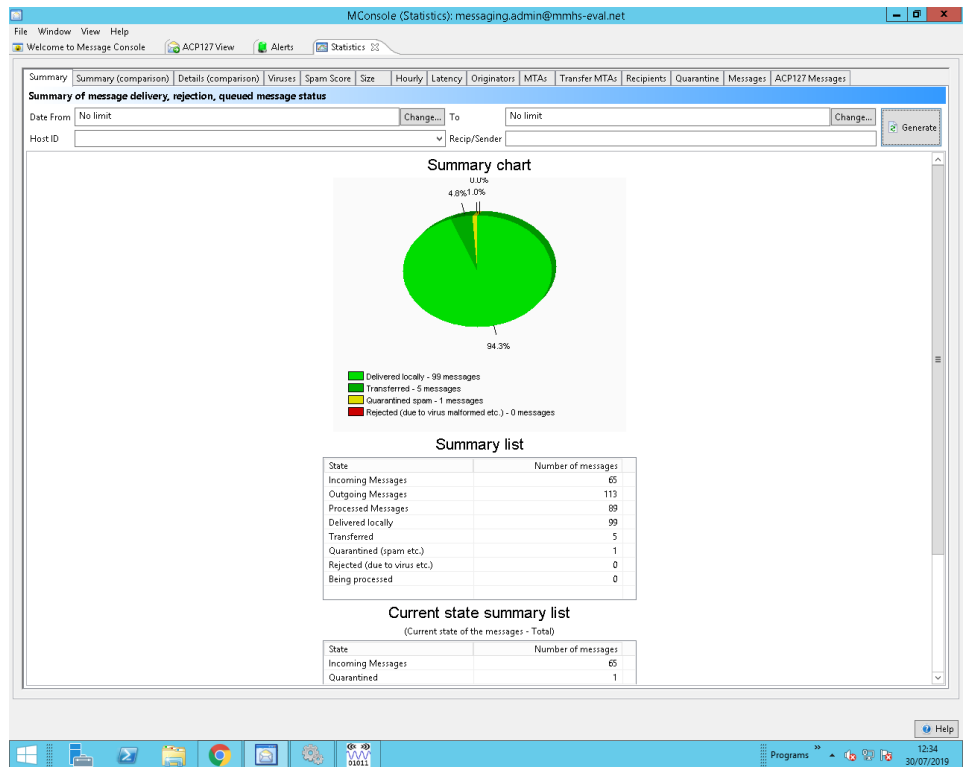 MConsole (Statistics): messaging.admin@mmhs-eval.net
File Window View Help
Welcome to Message Console ACP127 View Alerts Statistics
Summary Summary (comparison) Details (comparison) Viruses Spam Score Size Hourly Latency Originators MTAs Transfer MTAs Recipients Quarantine Messages ACP127 Messages
Summary of message delivery, rejection, queued message status
Date From No limit Change... To No limit Change...
Generate
Host ID Recip/Sender
Summary chart
0.0%
4.8% 1.0%
94.3%
Delivered locally - 99 messages
Transferred - 5 messages
Quarantined spam - 1 messages
Rejected (due to virus malformed etc.) - 0 messages
Summary list
State Number of messages
Incoming Messages 65
Outgoing Messages 113
Processed Messages 89
Delivered locally 99
Transferred 5
Quarantined (spam etc.) 1
Rejected (due to virus etc.) 0
Being processed 0
Current state summary list
(Current state of the messages - Total)
State Number of messages
Incoming Messages 65
Quarantined 1
Help
01011
Programs
12:34
30/07/2019